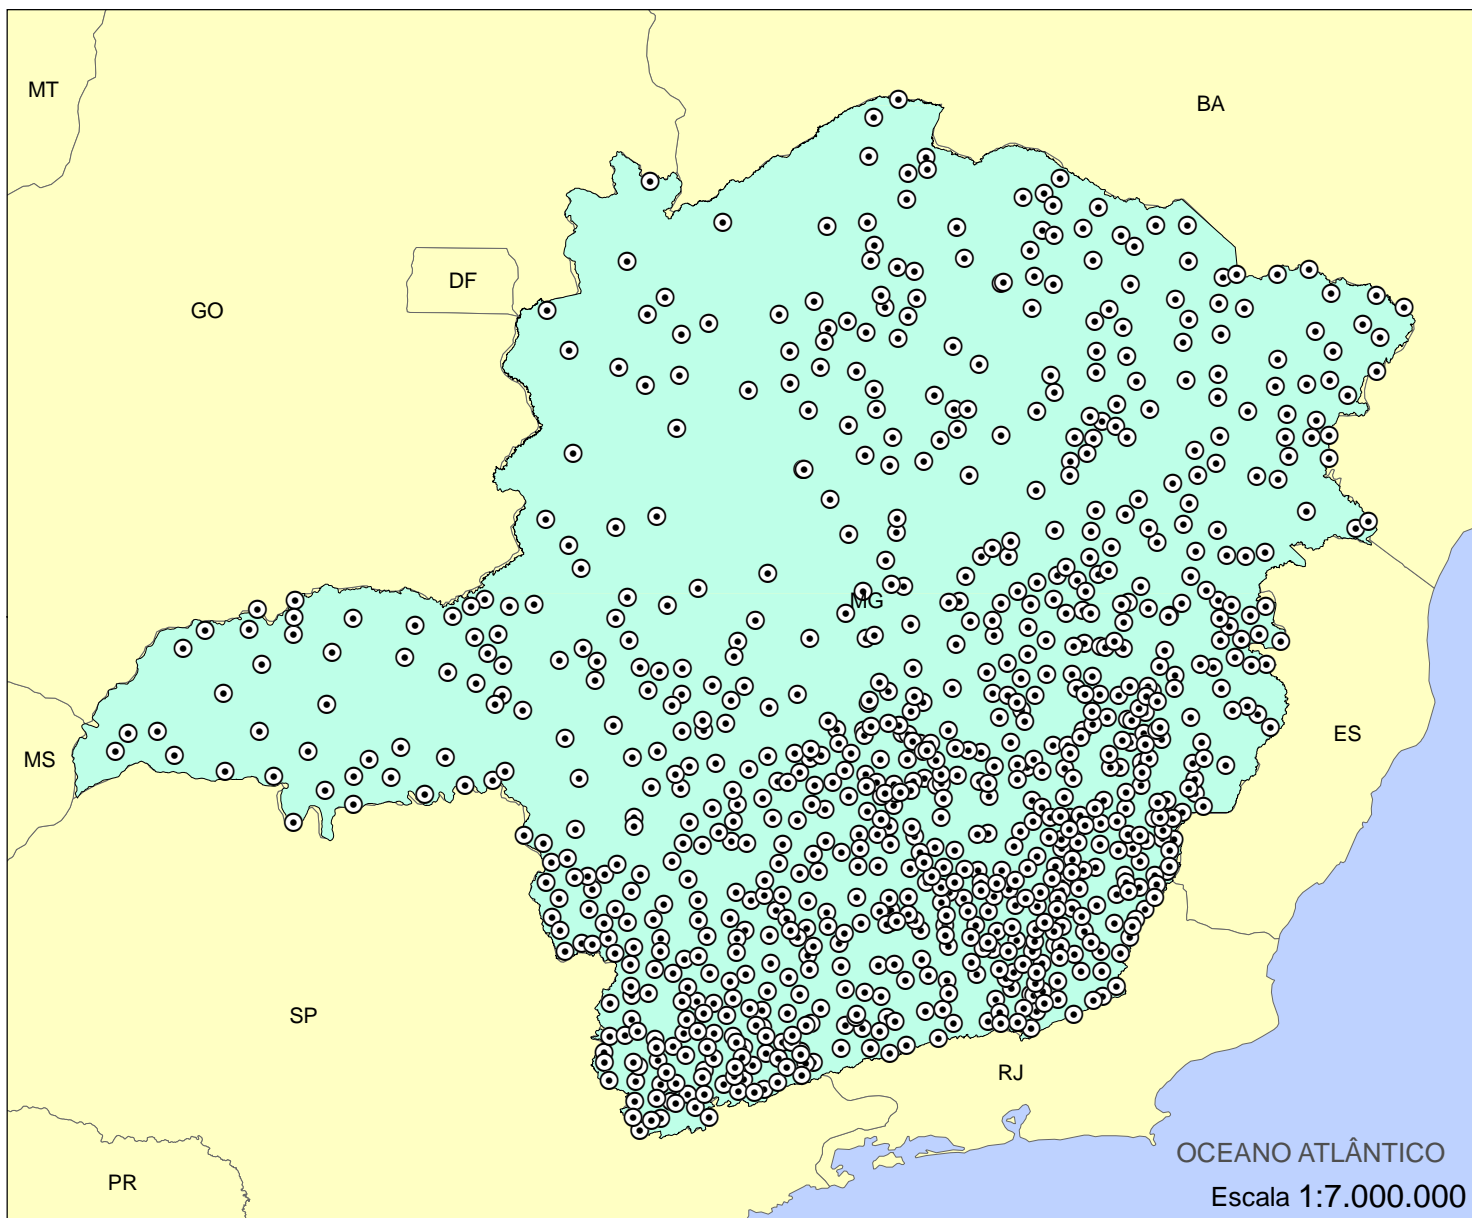 MT
BA
DF
GO
MG
ES
MS
SP
RJ
OCEANO ATLÂNTICO
PR
Escala 1:7.000.000